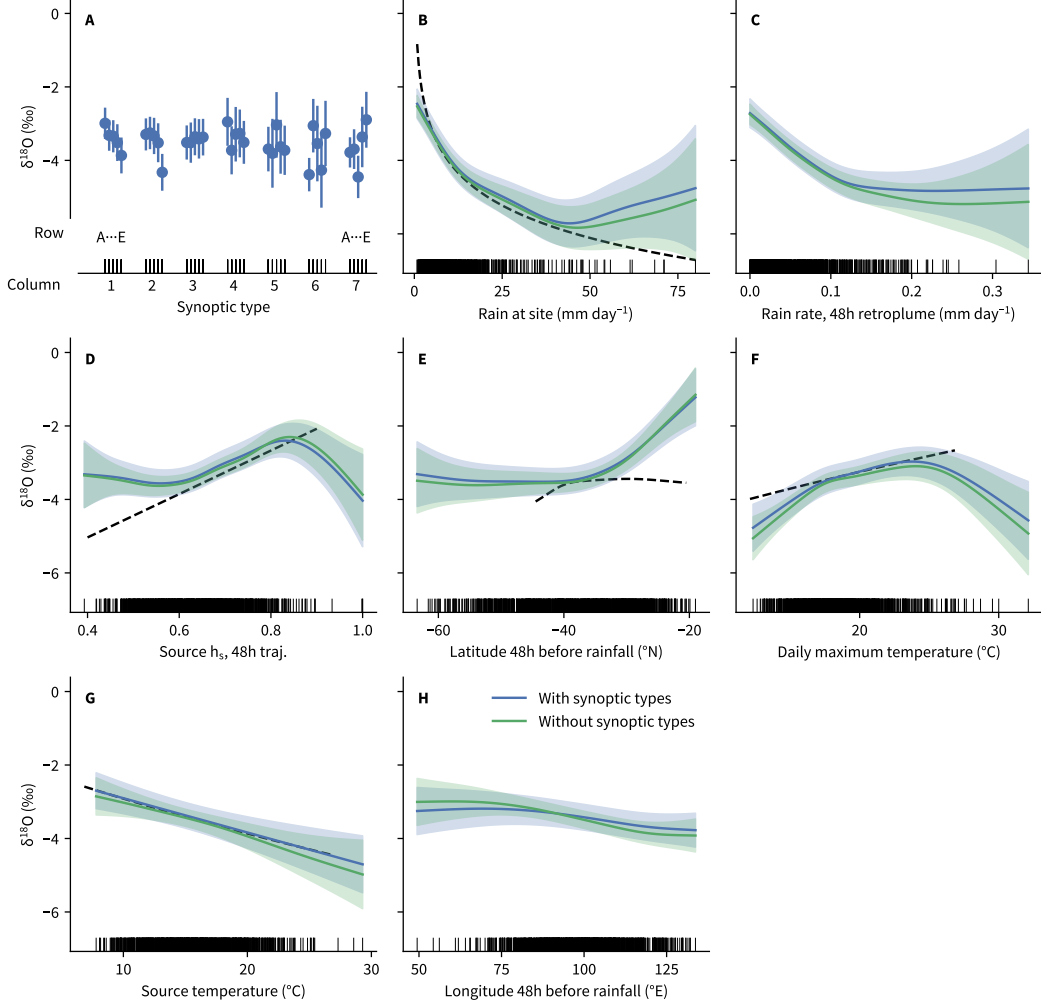 A
0
−2
−4
δ¹⁸O (‰)
Row
A···E
A···E
Column
1 2 3 4 5 6 7
Synoptic type
B
0 25 50 75
Rain at site (mm day⁻¹)
C
0.0 0.1 0.2 0.3
Rain rate, 48h retroplume (mm day⁻¹)
D
0
−2
−4
−6
δ¹⁸O (‰)
0.4 0.6 0.8 1.0
Source hₛ, 48h traj.
E
−60 −40 −20
Latitude 48h before rainfall (°N)
F
20 30
Daily maximum temperature (°C)
G
0
−2
−4
−6
δ¹⁸O (‰)
10 20 30
Source temperature (°C)
H
With synoptic types
Without synoptic types
50 75 100 125
Longitude 48h before rainfall (°E)